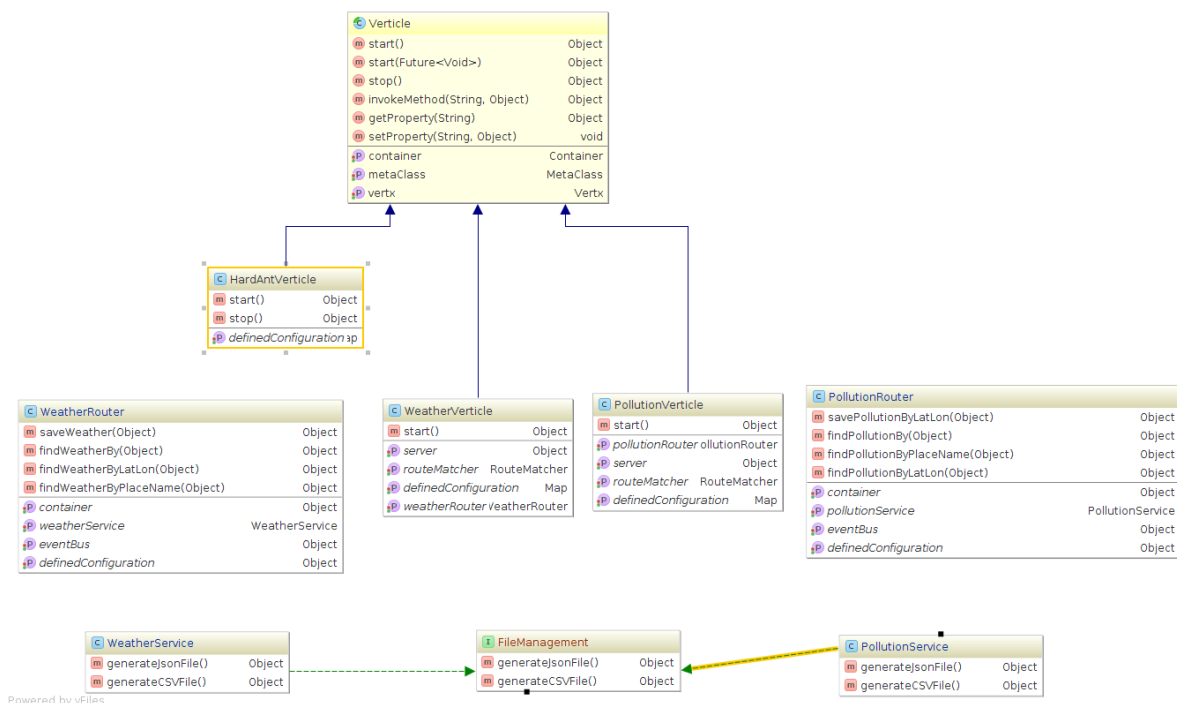 Verticle
start() Object
start(Future<Void>) Object
stop() Object
invokeMethod(String, Object) Object
getProperty(String) Object
setProperty(String, Object) void
container Container
metaClass MetaClass
vertx Vertx
HardAntVerticle
start() Object
stop() Object
definedConfiguration ap
WeatherRouter
saveWeather(Object) Object
findWeatherBy(Object) Object
findWeatherByLatLon(Object) Object
findWeatherByPlaceName(Object) Object
container Object
weatherService WeatherService
eventBus Object
definedConfiguration Object
WeatherVerticle
start() Object
server Object
routeMatcher RouteMatcher
definedConfiguration Map
weatherRouter WeatherRouter
PollutionVerticle
start() Object
pollutionRouter ollutionRouter
server Object
routeMatcher RouteMatcher
definedConfiguration Map
PollutionRouter
savePollutionByLatLon(Object) Object
findPollutionBy(Object) Object
findPollutionByPlaceName(Object) Object
findPollutionByLatLon(Object) Object
container Object
pollutionService PollutionService
eventBus Object
definedConfiguration Object
WeatherService
generateJsonFile() Object
generateCSVFile() Object
FileManagement
generateJsonFile() Object
generateCSVFile() Object
PollutionService
generateJsonFile() Object
generateCSVFile() Object
Powered by yFiles